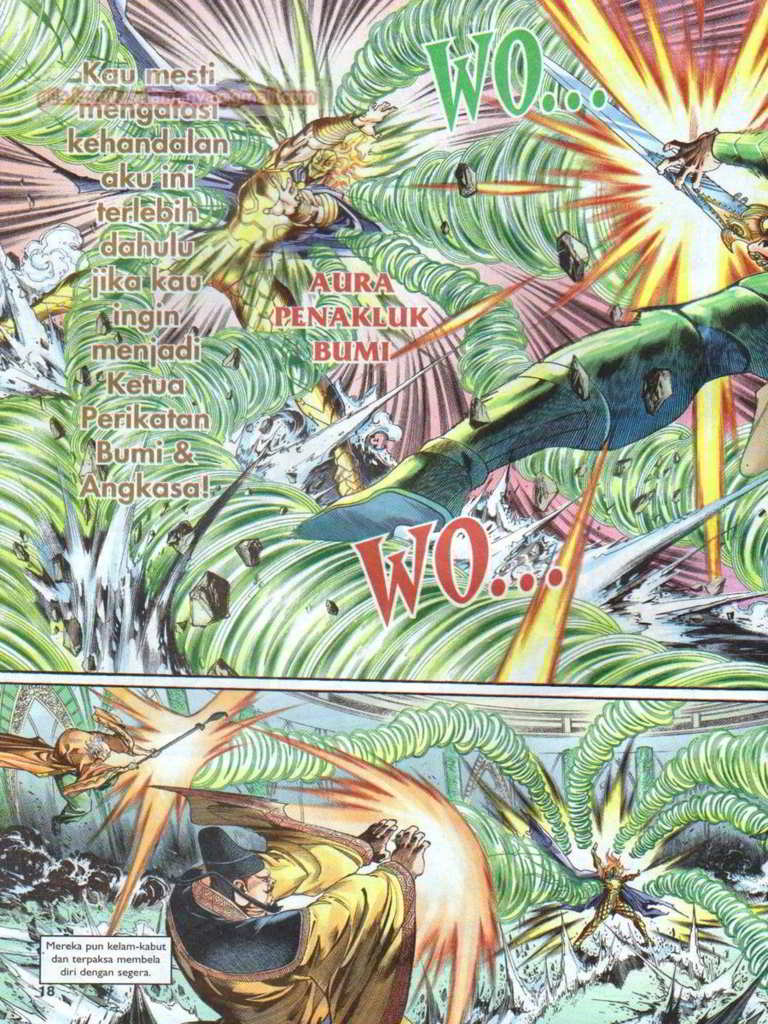 Kau mesti
mengatasi
kehandalan
aku ini
terlebih
dahulu
jika kau
ingin
menjadi
Ketua
Perikatan
Bumi &
Angkasa!
WO...
AURA
PENAKLUK
BUMI
WO...
Mereka pun kelam-kabut
dan terpaksa membela
diri dengan segera.
18